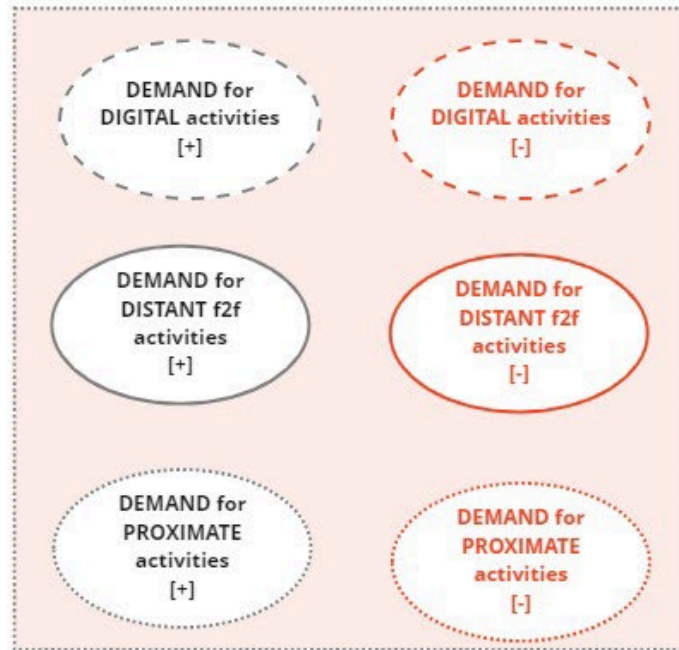 DEMAND for
DIGITAL activities
[+]
DEMAND for
DIGITAL activities
[-]
DEMAND for
DISTANT f2f
activities
[+]
DEMAND for
DISTANT f2f
activities
[-]
DEMAND for
PROXIMATE
activities
[+]
DEMAND for
PROXIMATE
activities
[-]